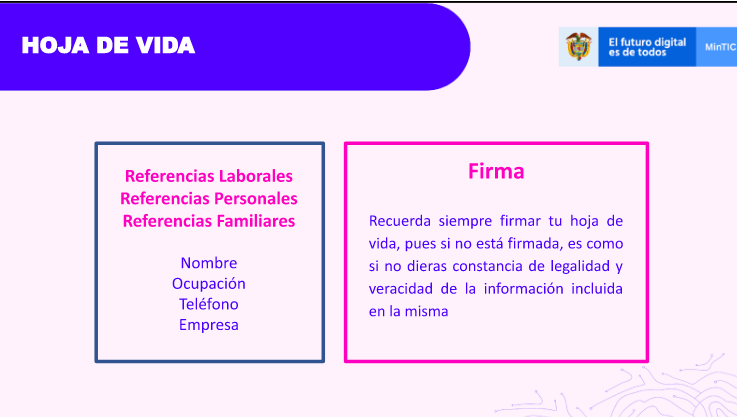 HOJA DE VIDA
El futuro digital
es de todos
MinTIC
Referencias Laborales
Referencias Personales
Referencias Familiares
Nombre
Ocupación
Teléfono
Empresa
Firma
Recuerda siempre firmar tu hoja de
vida, pues si no está firmada, es como
si no dieras constancia de legalidad y
veracidad de la información incluida
en la misma